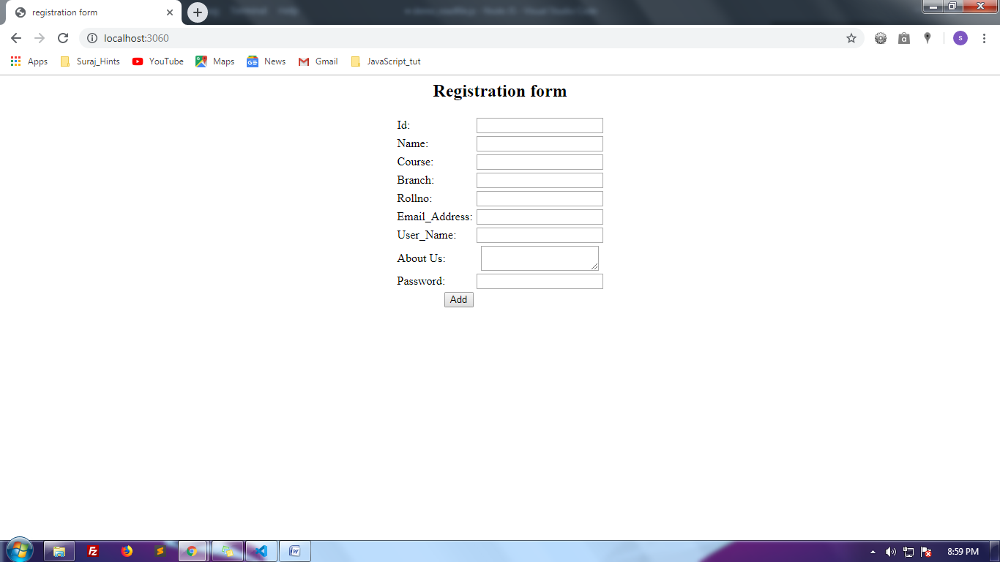 registration form
localhost:3060
Apps Suraj_Hints YouTube Maps News Gmail JavaScript_tut
Registration form
Id:
Name:
Course:
Branch:
Rollno:
Email_Address:
User_Name:
About Us:
Password:
Add
8:59 PM